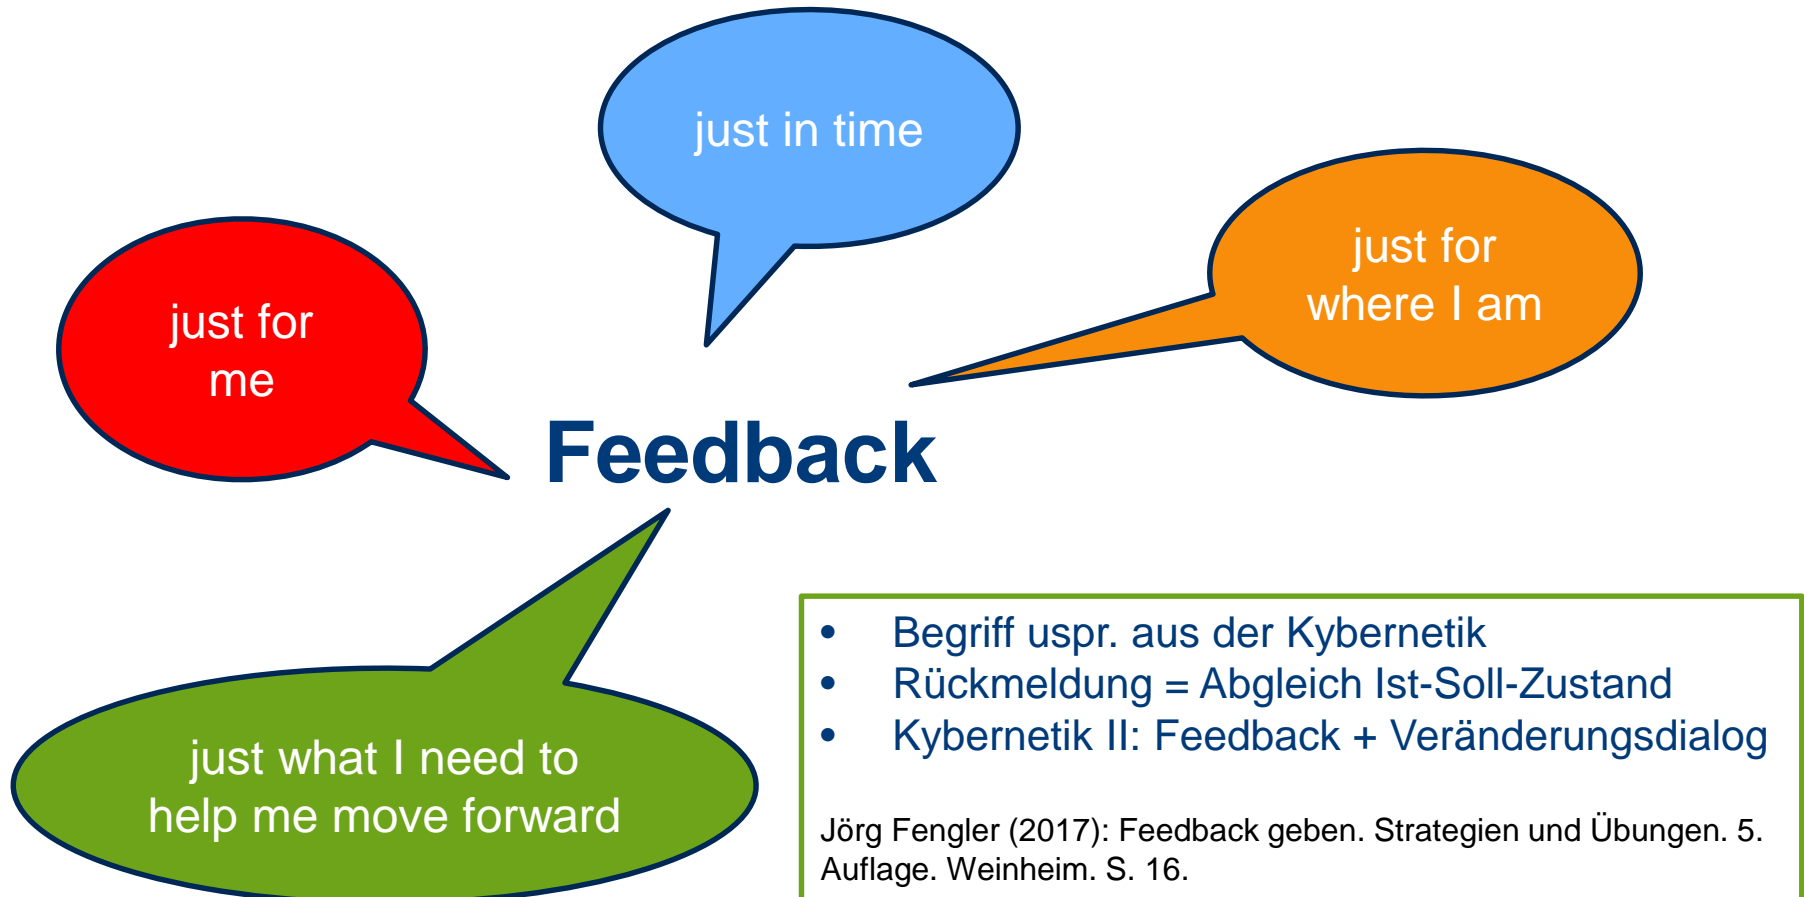 just in time
just for
where I am
just for
me
Feedback
just what I need to
help me move forward
• Begriff uspr. aus der Kybernetik
• Rückmeldung = Abgleich Ist-Soll-Zustand
• Kybernetik II: Feedback + Veränderungsdialog
Jörg Fengler (2017): Feedback geben. Strategien und Übungen. 5.
Auflage. Weinheim. S. 16.